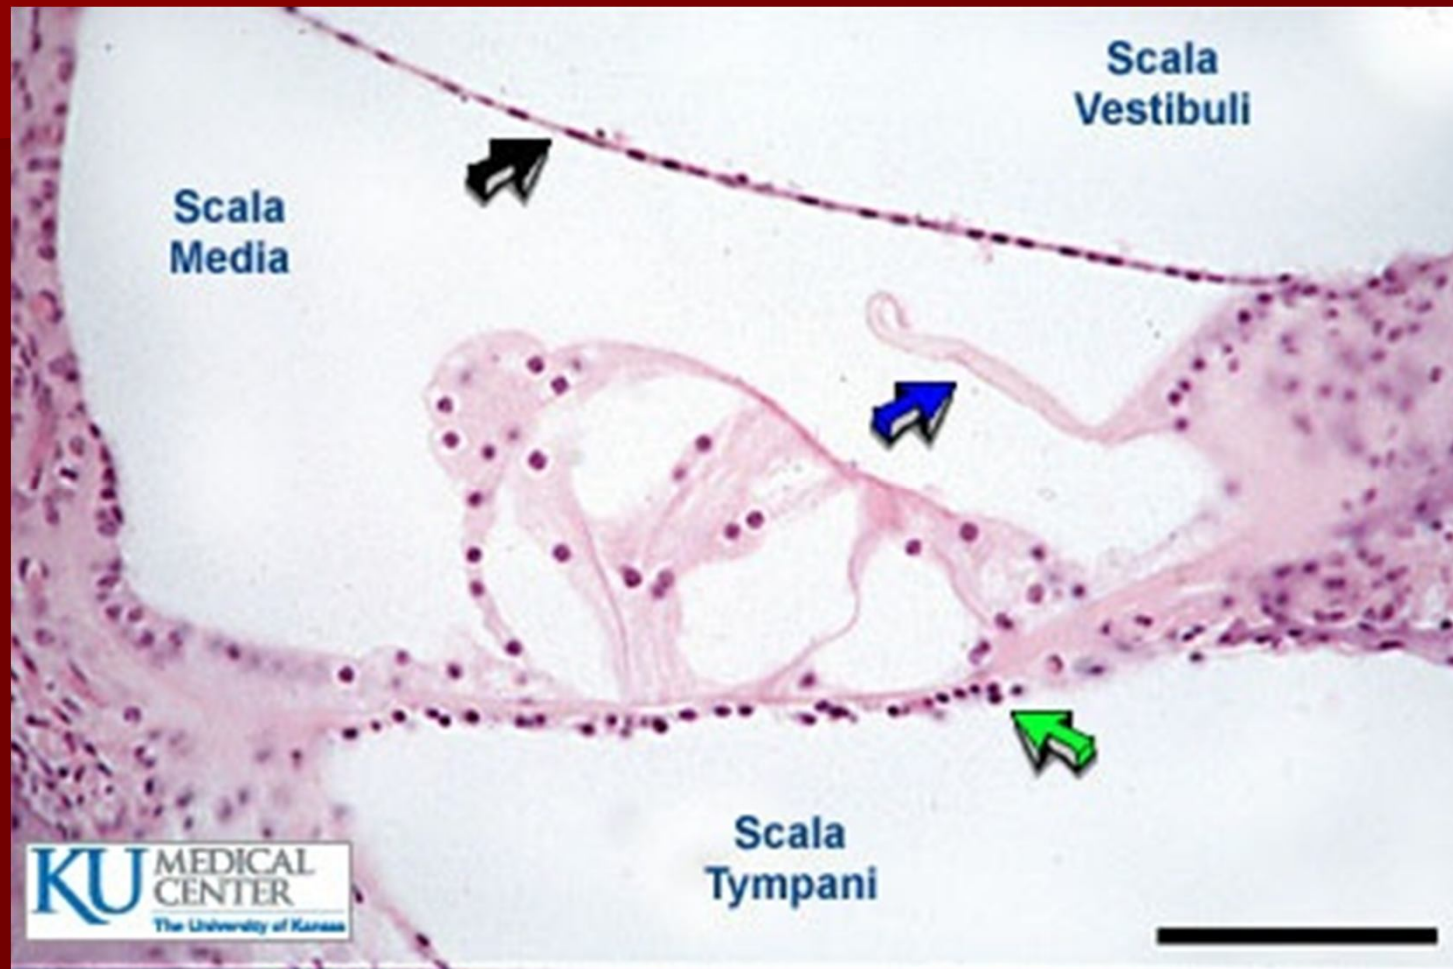 Scala
Vestibuli
Scala
Media
Scala
Tympani
KU MEDICAL
CENTER
The University of Kansas